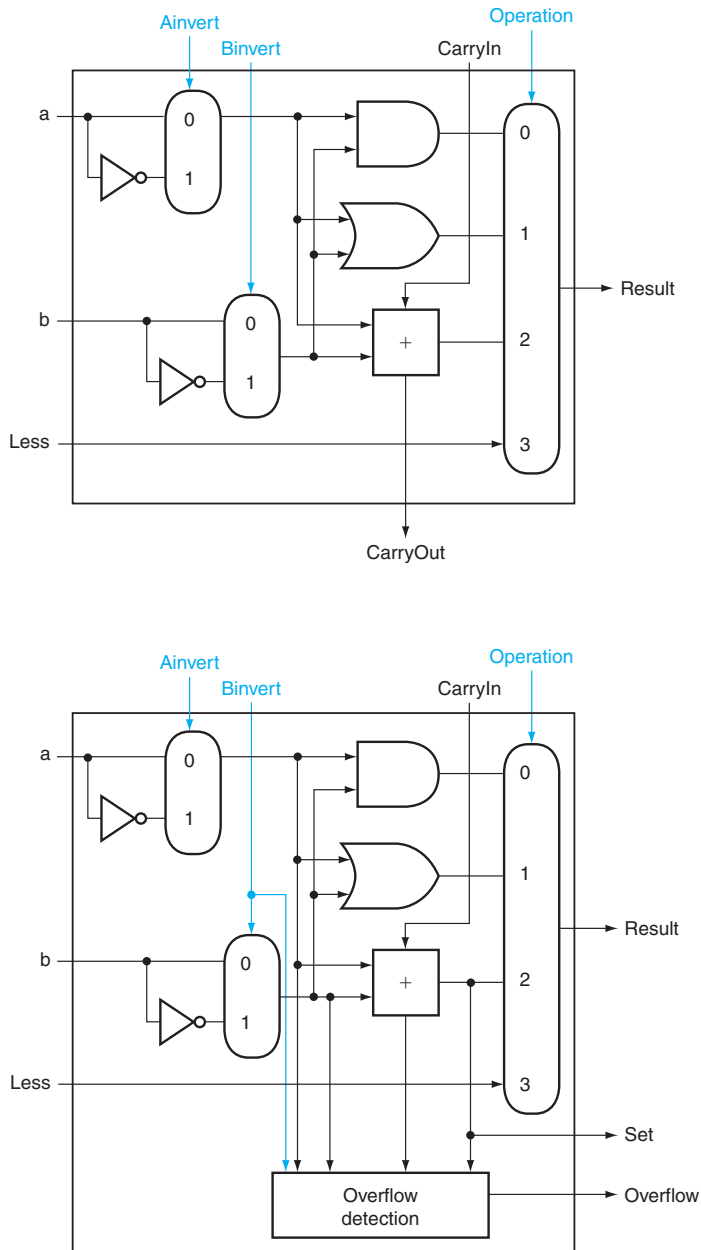 Ainvert
Binvert
CarryIn
Operation
a
0
1
0
1
Result
b
0
1
+
2
Less
3
CarryOut
Ainvert
Binvert
CarryIn
Operation
a
0
1
0
1
Result
b
0
1
+
2
Less
3
Set
Overflow
detection
Overflow